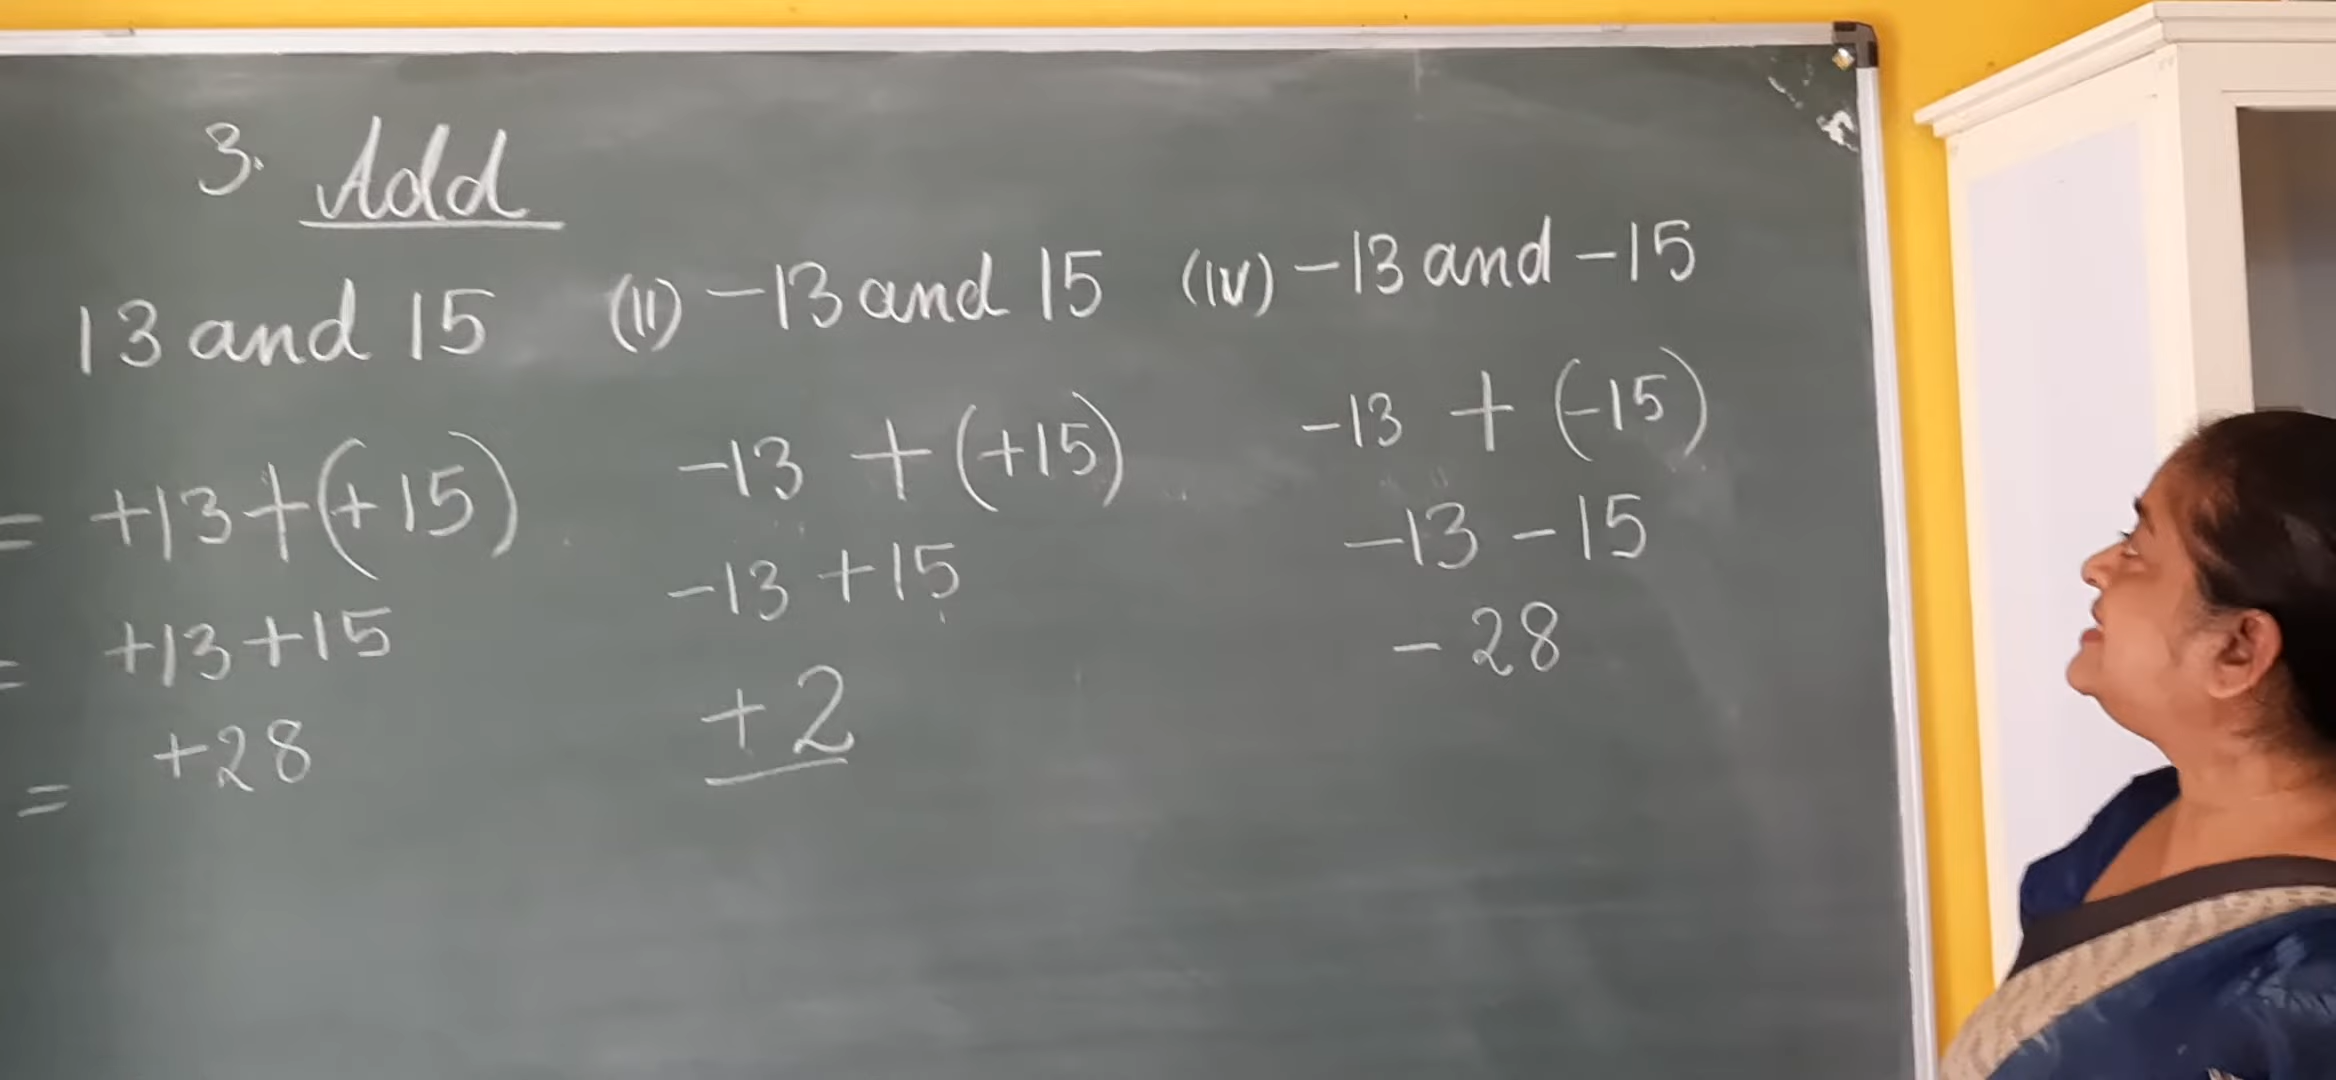 3. Add
13 and 15
= +13+(+15)
= +13+15
= +28
(II) -13 and 15
-13 + (+15)
-13 +15
+2
(IV) -13 and -15
-13 + (-15)
-13 - 15
- 28